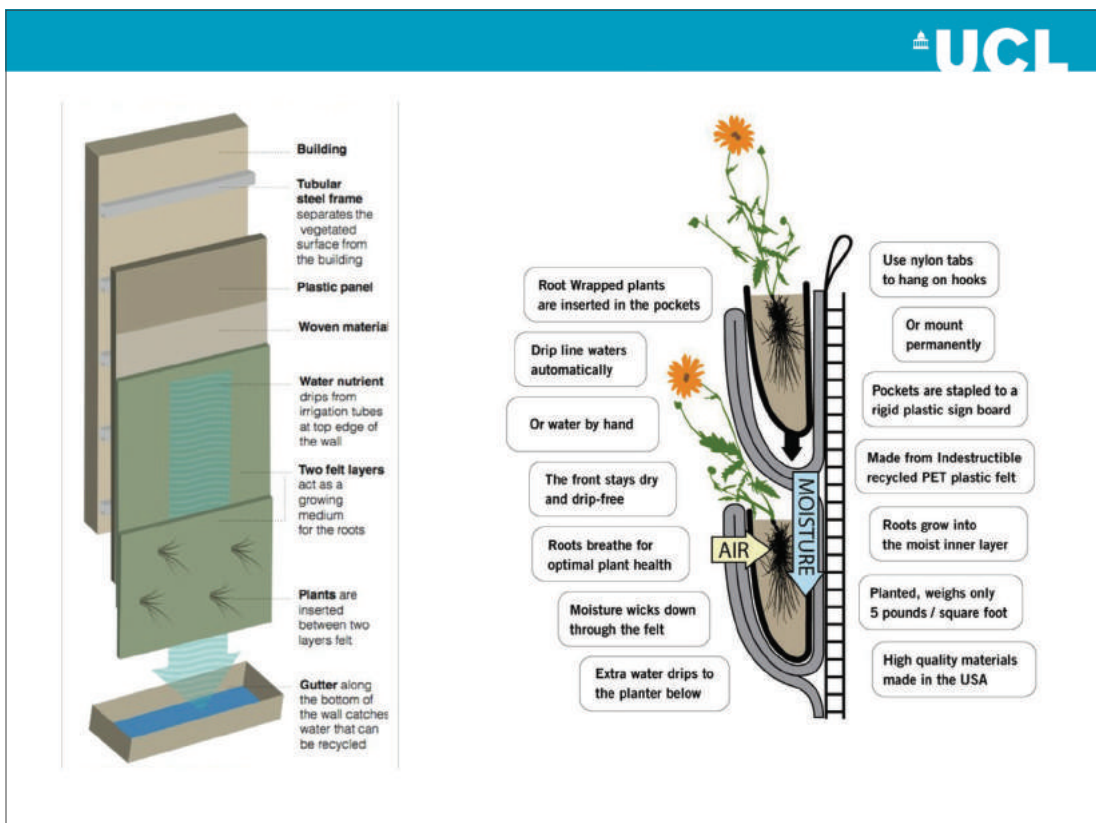 UCL
Building
Tubular
steel frame
separates the
vegetated
surface from
the building
Plastic panel
Woven material
Water nutrient
drips from
irrigation tubes
at top edge of
the wall
Two felt layers
act as a
growing
medium
for the roots
Plants are
inserted
between two
layers felt
Gutter along
the bottom of
the wall catches
water that can
be recycled
Root Wrapped plants
are inserted in the pockets
Drip line waters
automatically
Or water by hand
The front stays dry
and drip-free
Roots breathe for
optimal plant health
Moisture wicks down
through the felt
Extra water drips to
the planter below
AIR
MOISTURE
Use nylon tabs
to hang on hooks
Or mount
permanently
Pockets are stapled to a
rigid plastic sign board
Made from Indestructible
recycled PET plastic felt
Roots grow into
the moist inner layer
Planted, weighs only
5 pounds / square foot
High quality materials
made in the USA